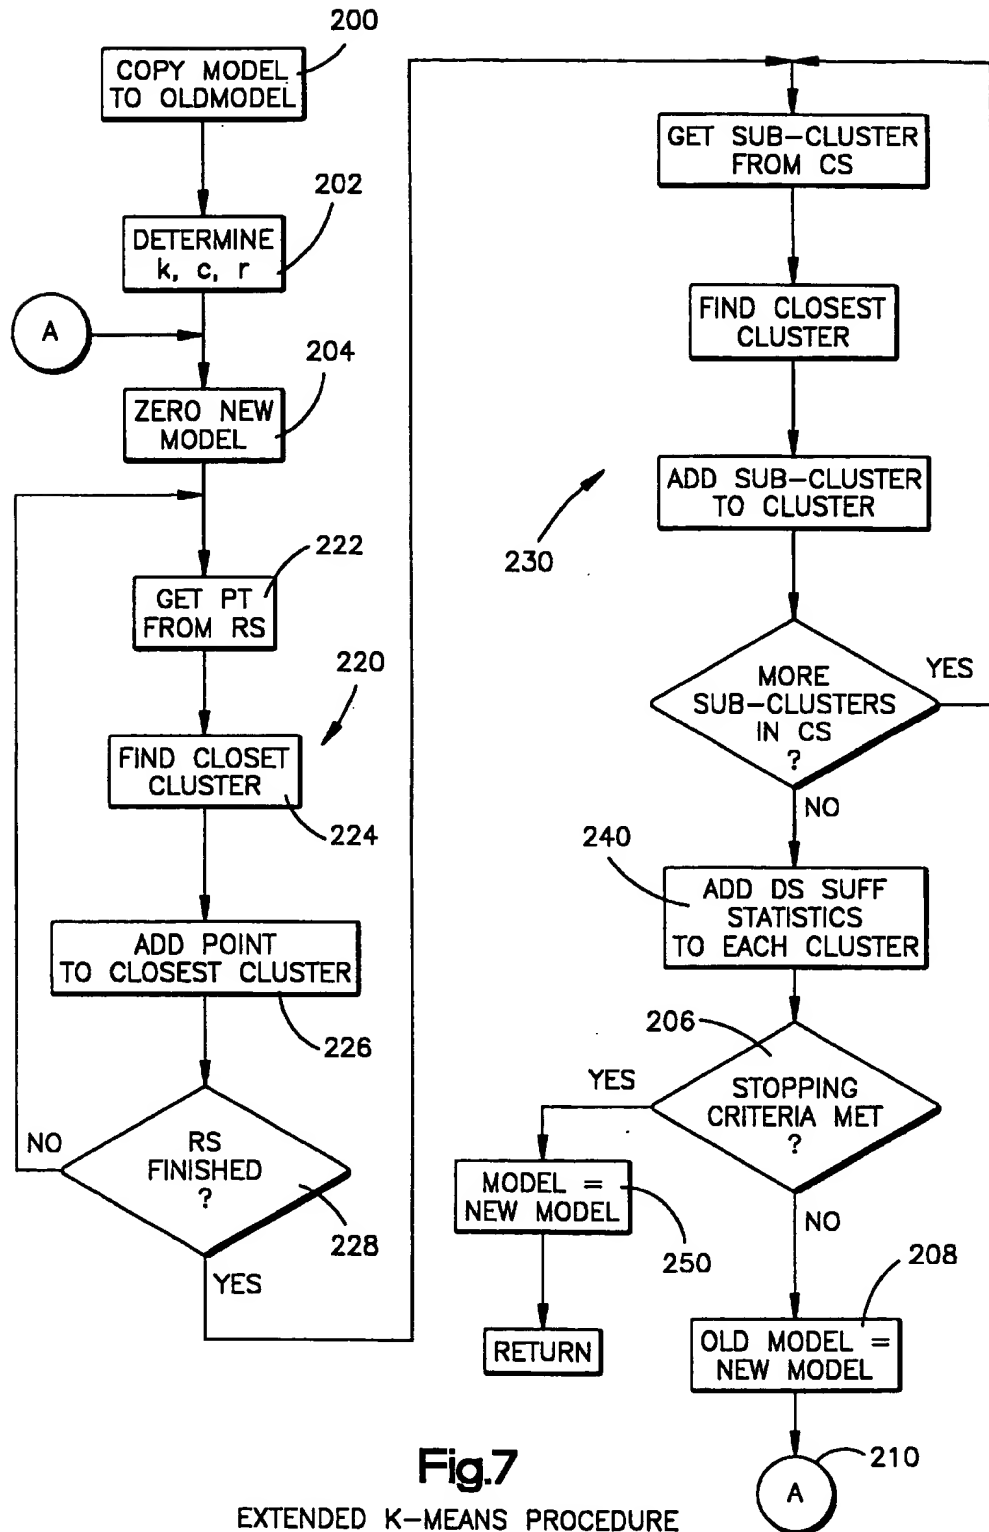 200
COPY MODEL
TO OLDMODEL
202
DETERMINE
k, c, r
A
204
ZERO NEW
MODEL
222
GET PT
FROM RS
220
FIND CLOSET
CLUSTER
224
ADD POINT
TO CLOSEST CLUSTER
226
NO
RS
FINISHED
?
228
YES
GET SUB-CLUSTER
FROM CS
FIND CLOSEST
CLUSTER
ADD SUB-CLUSTER
TO CLUSTER
230
MORE
SUB-CLUSTERS
IN CS
?
YES
NO
240
ADD DS SUFF
STATISTICS
TO EACH CLUSTER
206
YES
STOPPING
CRITERIA MET
?
MODEL =
NEW MODEL
250
NO
208
RETURN
OLD MODEL =
NEW MODEL
210
A
Fig.7
EXTENDED K-MEANS PROCEDURE